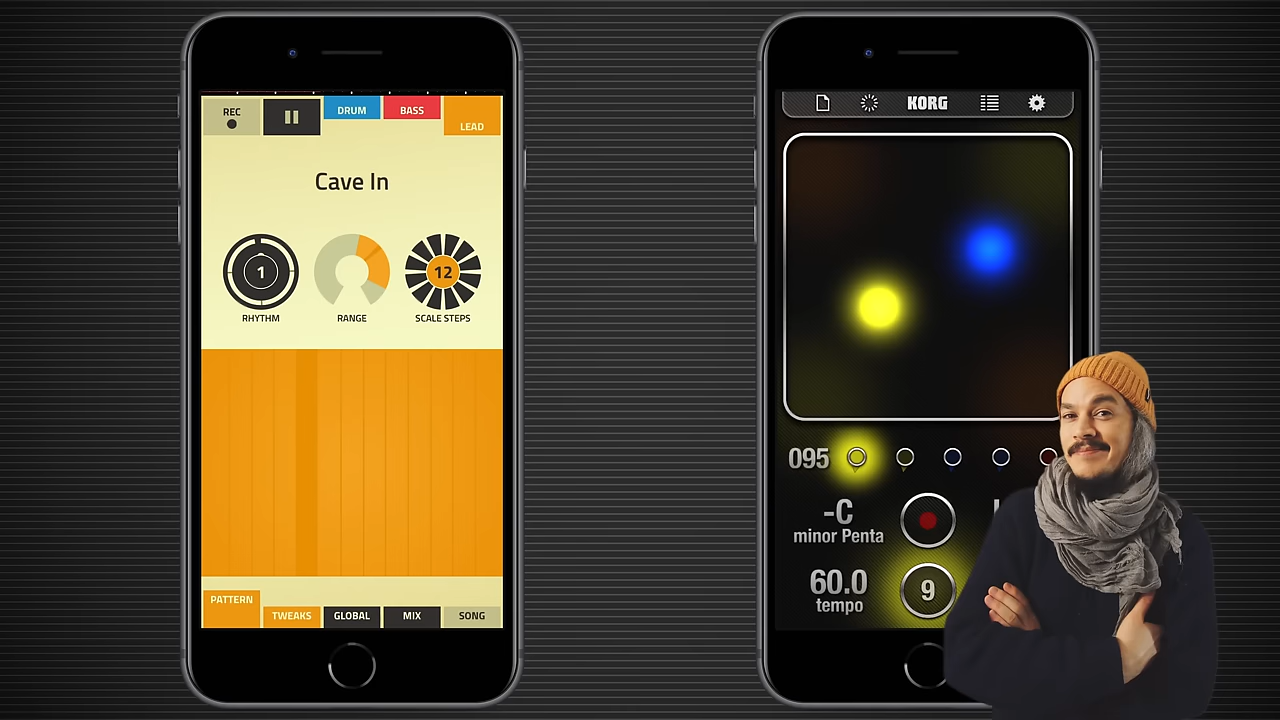 REC
DRUM
BASS
LEAD
Cave In
1
12
RHYTHM
RANGE
SCALE STEPS
PATTERN
TWEAKS
GLOBAL
MIX
SONG
KORG
095
-C
minor Penta
60.0
tempo
9